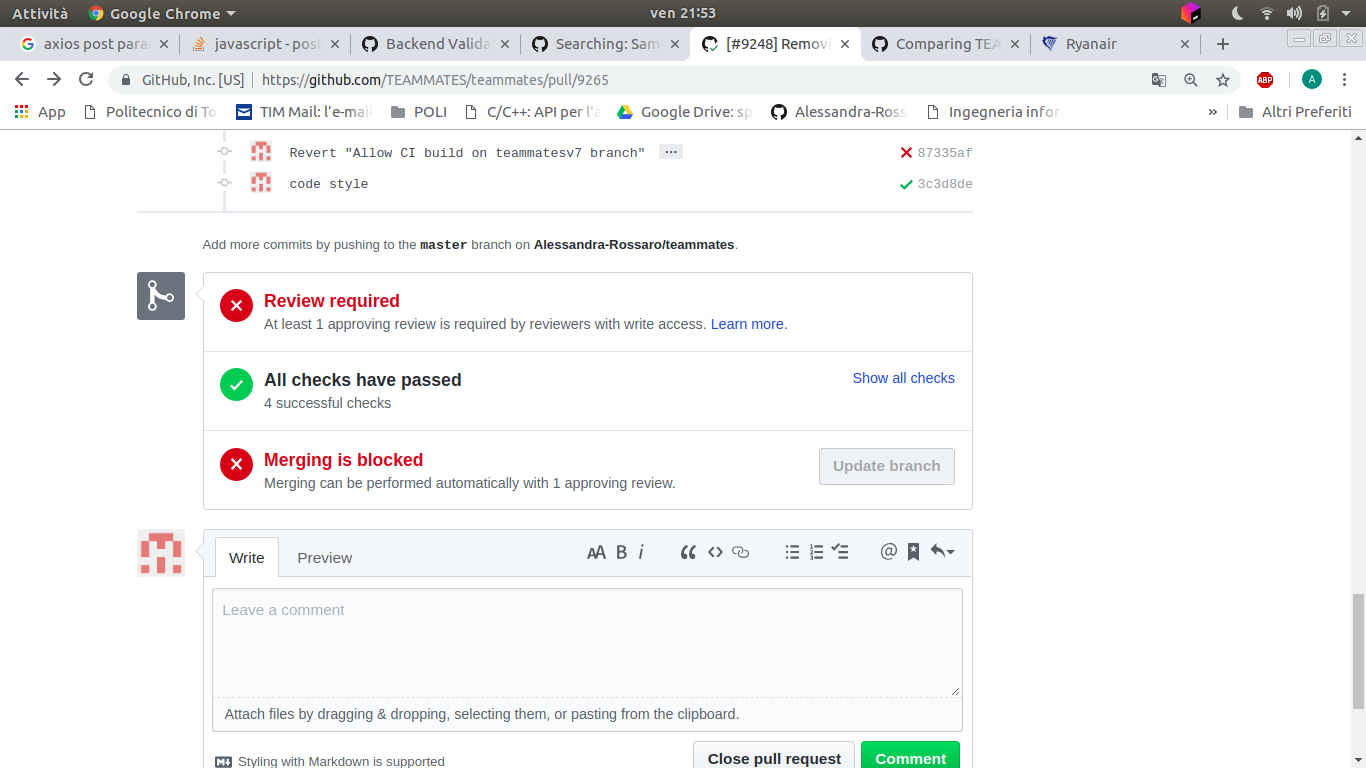 Attività Google Chrome ven 21:53
axios post para
javascript - post
Backend Valida
Searching: Sam
[#9248] Removi
Comparing TEA
Ryanair
GitHub, Inc. [US] https://github.com/TEAMMATES/teammates/pull/9265 ABP A
App Politecnico di To TIM Mail: l'e-mail POLI C/C++: API per l'a Google Drive: sp Alessandra-Ross Ingegneria infor » Altri Preferiti
Revert "Allow CI build on teammatesv7 branch" … 87335af
code style 3c3d8de
Add more commits by pushing to the master branch on Alessandra-Rossaro/teammates.
Review required
At least 1 approving review is required by reviewers with write access. Learn more.
All checks have passed Show all checks
4 successful checks
Merging is blocked Update branch
Merging can be performed automatically with 1 approving review.
Write Preview
Leave a comment
Attach files by dragging & dropping, selecting them, or pasting from the clipboard.
Styling with Markdown is supported Close pull request Comment